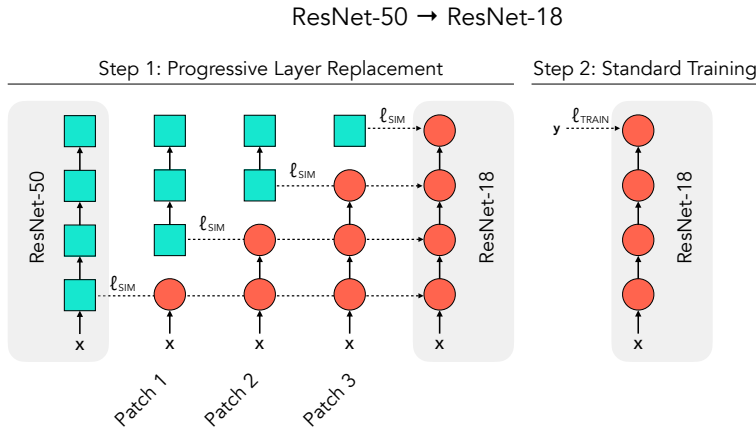 ResNet-50 → ResNet-18
Step 1: Progressive Layer Replacement
Step 2: Standard Training
ResNet-50
ℓSIM
ℓSIM
ℓSIM
ℓSIM
ResNet-18
y
ℓTRAIN
ResNet-18
x
x
x
x
x
x
Patch 1
Patch 2
Patch 3